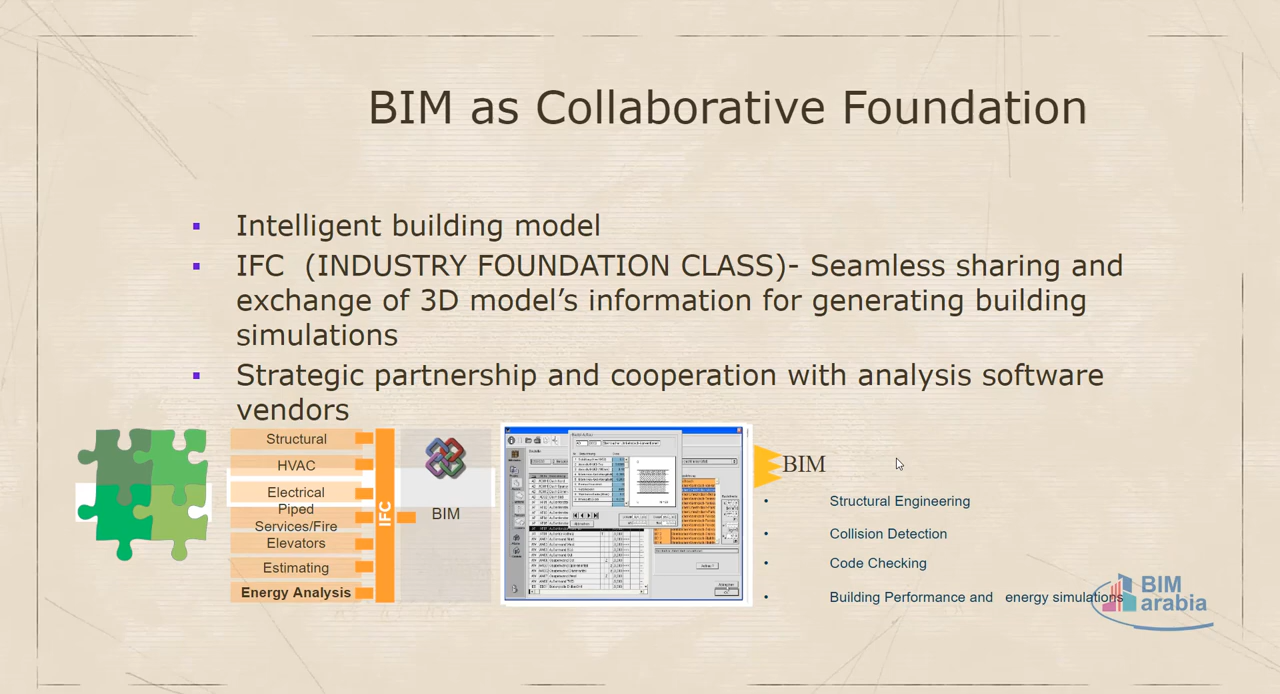 BIM as Collaborative Foundation
Intelligent building model
IFC (INDUSTRY FOUNDATION CLASS)- Seamless sharing and
exchange of 3D model’s information for generating building
simulations
Strategic partnership and cooperation with analysis software
vendors
Structural
HVAC
Electrical
Piped
Services/Fire
Elevators
Estimating
Energy Analysis
IFC
BIM
BIM
Structural Engineering
Collision Detection
Code Checking
Building Performance and energy simulations
BIM
arabia